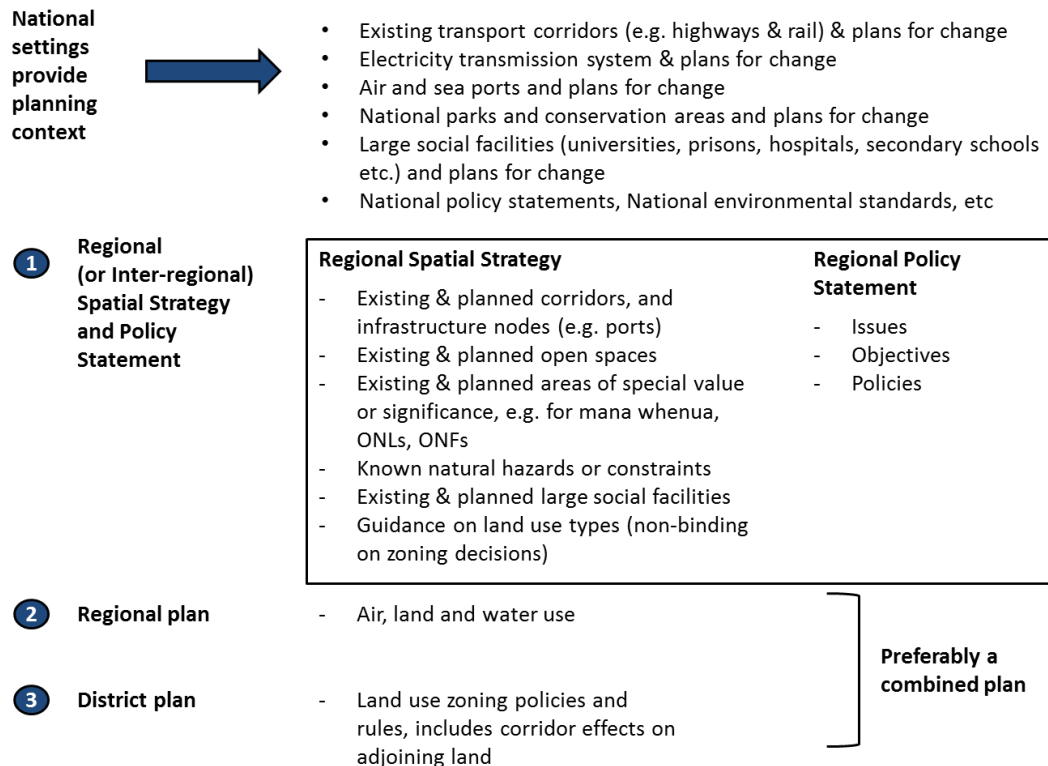 National
settings
provide
planning
context
• Existing transport corridors (e.g. highways & rail) & plans for change
• Electricity transmission system & plans for change
• Air and sea ports and plans for change
• National parks and conservation areas and plans for change
• Large social facilities (universities, prisons, hospitals, secondary schools
etc.) and plans for change
• National policy statements, National environmental standards, etc
1
Regional
(or Inter-regional)
Spatial Strategy
and Policy
Statement
Regional Spatial Strategy
- Existing & planned corridors, and
infrastructure nodes (e.g. ports)
- Existing & planned open spaces
- Existing & planned areas of special value
or significance, e.g. for mana whenua,
ONLs, ONFs
- Known natural hazards or constraints
- Existing & planned large social facilities
- Guidance on land use types (non-binding
on zoning decisions)
Regional Policy
Statement
- Issues
- Objectives
- Policies
2
Regional plan
- Air, land and water use
3
District plan
- Land use zoning policies and
rules, includes corridor effects on
adjoining land
Preferably a
combined plan